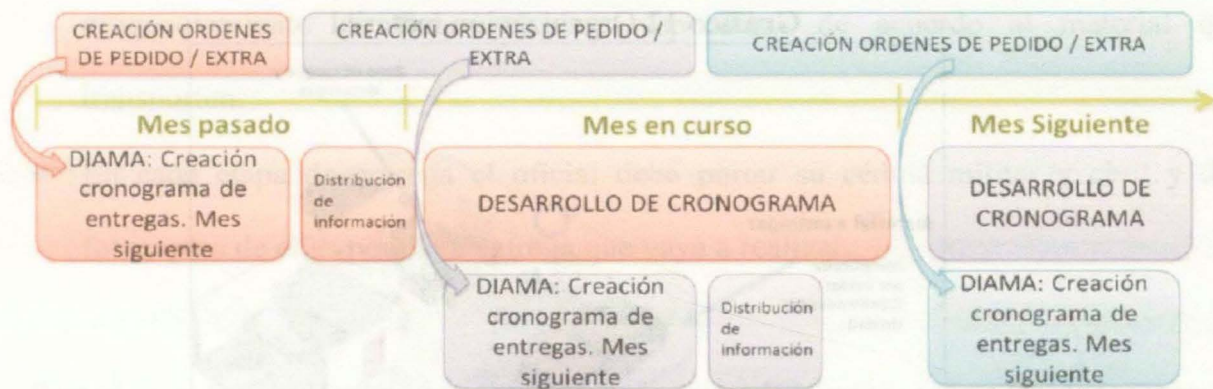 CREACIÓN ORDENES
DE PEDIDO / EXTRA
CREACIÓN ORDENES DE PEDIDO /
EXTRA
CREACIÓN ORDENES DE PEDIDO / EXTRA
Mes pasado
Mes en curso
Mes Siguiente
DIAMA: Creación
cronograma de
entregas. Mes
siguiente
Distribución
de
información
DESARROLLO DE CRONOGRAMA
DESARROLLO DE
CRONOGRAMA
DIAMA: Creación
cronograma de
entregas. Mes
siguiente
Distribución
de
información
DIAMA: Creación
cronograma de
entregas. Mes
siguiente